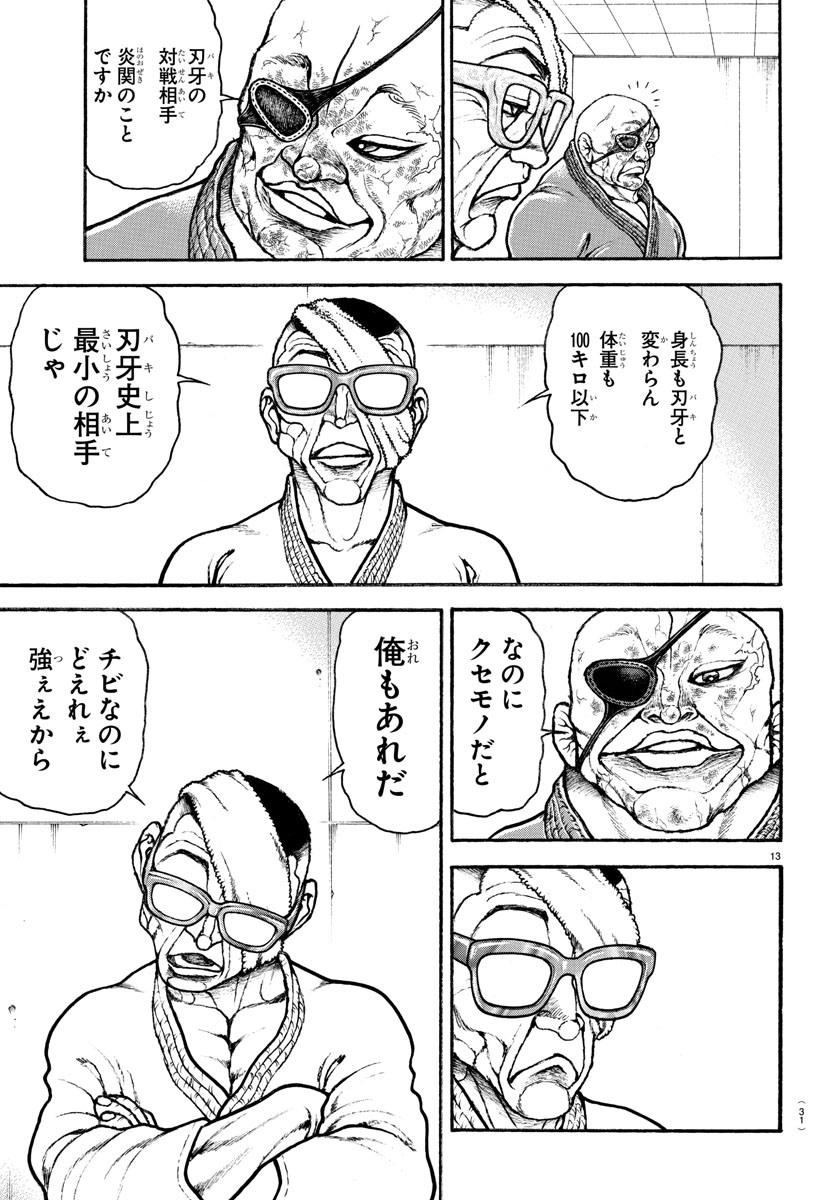 刃牙の
対戦相手
炎関のこと
ですか
身長も刃牙と
変わらん
体重も
100キロ以下
刃牙史上
最小の相手
じゃ
なのに
クセモノだと
俺もあれだ
チビなのに
どえれぇ
強ぇえから
13
(31)